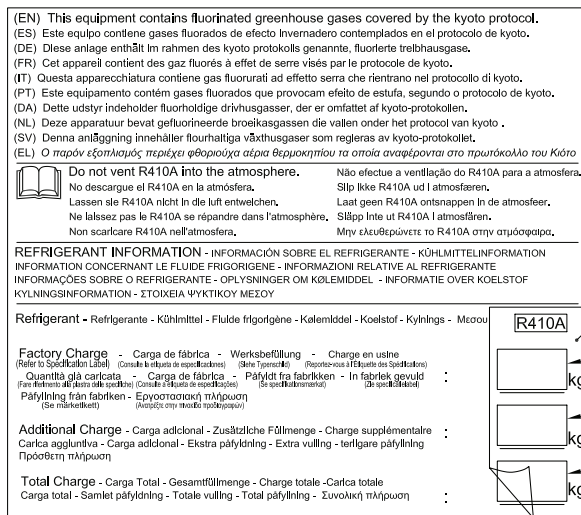 (EN) This equipment contains fluorinated greenhouse gases covered by the kyoto protocol.
(ES) Este equipo contiene gases fluorados de efecto Invernadero contemplados en el protocolo de kyoto.
(DE) Diese anlage enthält Im rahmen des kyoto protokolls genannte, fluorierte treibhausgase.
(FR) Cet appareil contient des gaz fluorés à effet de serre visés par le protocole de kyoto.
(IT) Questa apparecchiatura contiene gas fluorurati ad effetto serra che rientrano nel protocollo di kyoto.
(PT) Este equipamento contém gases fluorados que provocam efeito de estufa, segundo o protocolo de kyoto.
(DA) Dette udstyr indeholder fluorholdige drivhusgasser, der er omfattet af kyoto-protokollen.
(NL) Deze apparatuur bevat gefluorineerde broeikasgassen die vallen onder het protocol van kyoto .
(SV) Denna anläggning innehåller flourhaltiga växthusgaser som regleras av kyoto-protokollet.
(EL) Ο παρόν εξοπλισμός περιέχει φθοριούχα αέρια θερμοκηπίου τα οποία αναφέρονται στο πρωτόκολλο του Κιότο
Do not vent R410A into the atmosphere.
No descargue el R410A en la atmósfera.
Lassen sie R410A nicht In die luft entweichen.
Ne laissez pas le R410A se répandre dans l'atmosphère.
Non scaricare R410A nell'atmosfera.
Não efectue a ventilação do R410A para a atmosfera.
Slip Ikke R410A ud I atmosfæren.
Laat geen R410A ontsnappen In de atmosfeer.
Släpp Inte ut R410A I atmosfären.
Μην ελευθερώνετε το R410A στην ατμόσφαιρα.
REFRIGERANT INFORMATION - INFORMACIÓN SOBRE EL REFRIGERANTE - KÜHLMITTELINFORMATION
INFORMATION CONCERNANT LE FLUIDE FRIGORIGENE - INFORMAZIONI RELATIVE AL REFRIGERANTE
INFORMAÇÕES SOBRE O REFRIGERANTE - OPLYSNINGER OM KØLEMIDDEL - INFORMATIE OVER KOELSTOF
KYLNINGSINFORMATION - ΣΤΟΙΧΕΙΑ ΨΥΚΤΙΚΟΥ ΜΕΣΟΥ
Refrigerant - Refrigerante - Kühlmittel - Fluide frigorigène - Kølemiddel - Koelstof - Kylnings - Μεσου
R410A
Factory Charge - Carga de fábrica - Werksbefüllung - Charge en usine
(Refer to Specification Label) (Consulte la etiqueta de especificaciones) (Siehe Typenschild) (Reportez-vous à l'Étiquette des Spécifications)
Quantità già caricata - Carga de fábrica - Påfyldt fra fabrikken - In fabriek gevuld :
(Fare riferimento alla piastra delle specifiche) (Consulte a etiqueta de especificações) (Se specifikationsmærkat) (Zie specificatielabel)
kg
Påfyllning från fabriken - Εργοστασιακή πλήρωση
(Se märketikett) (Ανατρέξτε στην πινακίδα προδιαγραφών)
Additional Charge - Carga adicional - Zusätzliche Füllmenge - Charge supplémentaire :
Carica aggiuntiva - Carga adicional - Ekstra påfyldning - Extra vulling - terligare påfyllning
kg
Πρόσθετη πλήρωση
Total Charge - Carga Total - Gesamtfüllmenge - Charge totale -Carica totale
Carga total - Samlet påfyldning - Totale vulling - Total påfyllning - Συνολική πλήρωση :
kg